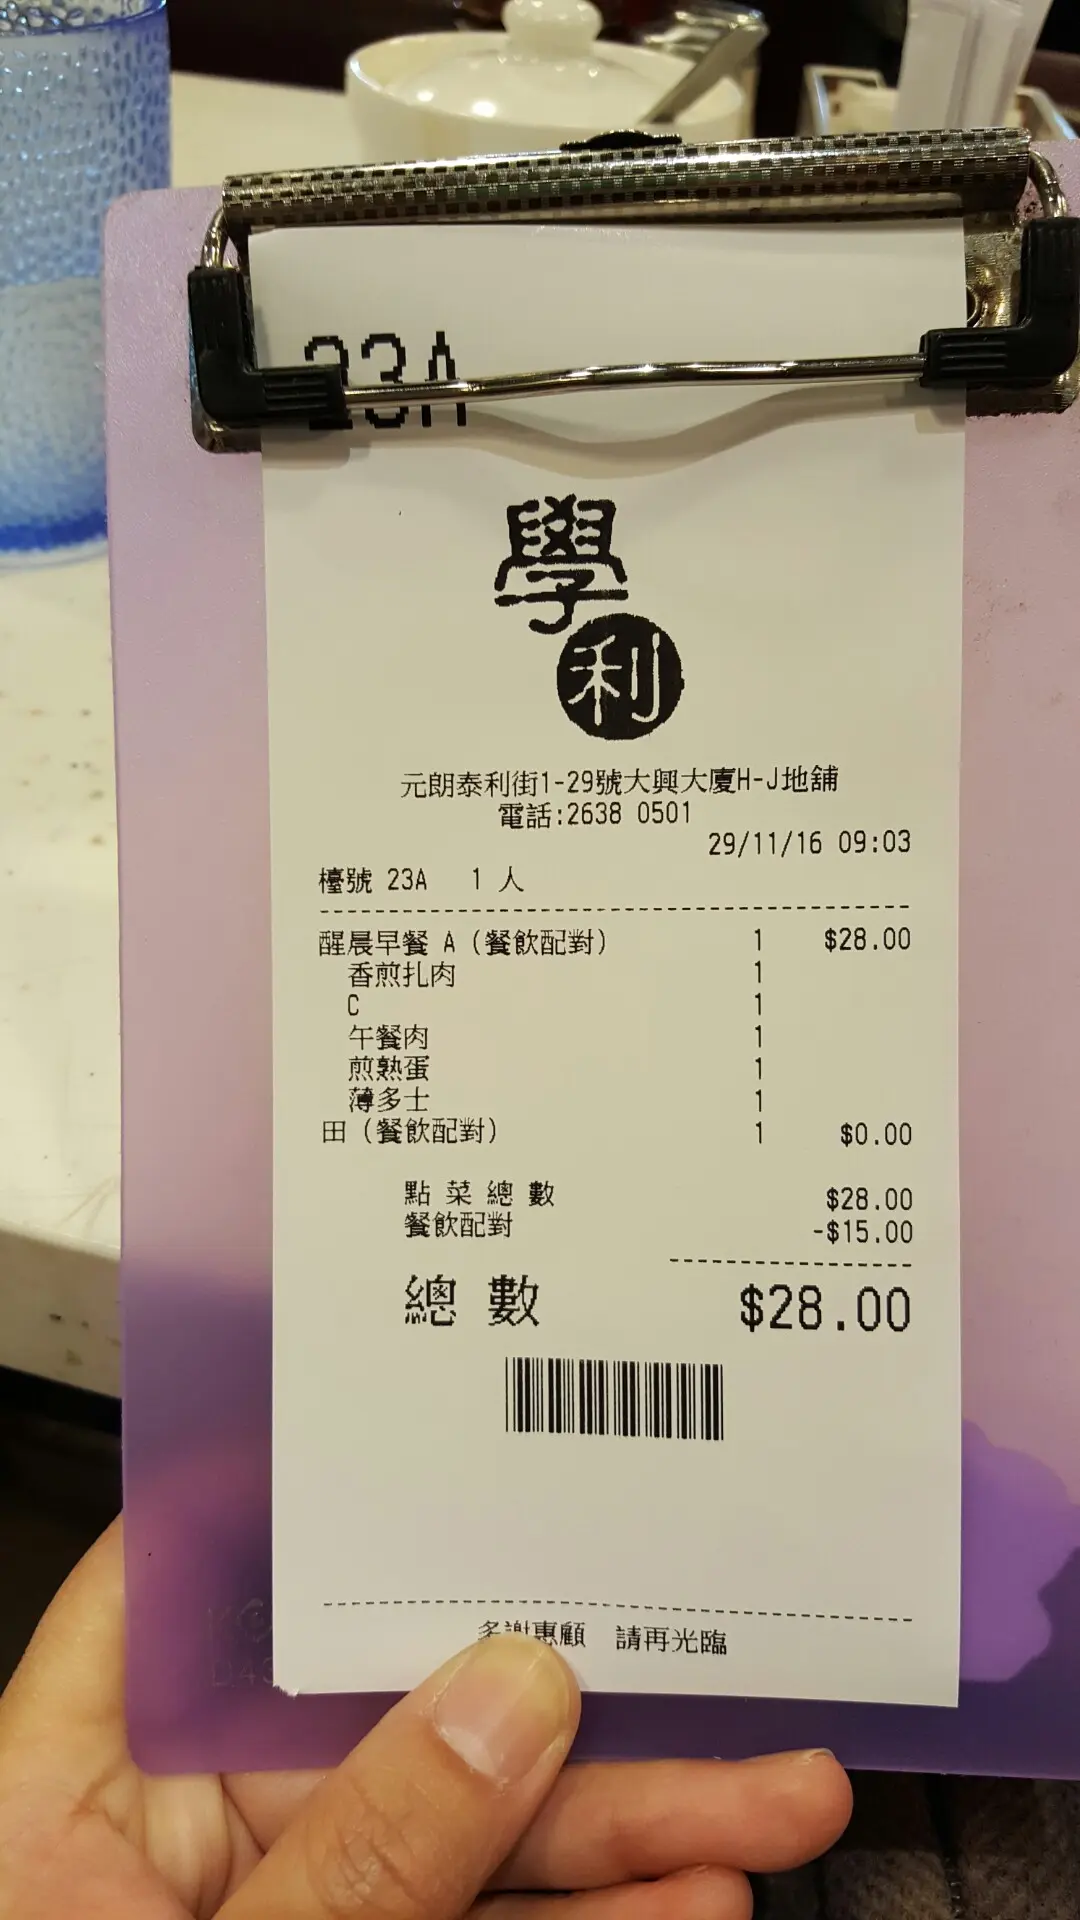 23A
學
利
元朗泰利街1-29號大興大廈H-J地舖
電話:2638 0501
29/11/16 09:03
檯號 23A 1 人
醒晨早餐 A (餐飲配對) 1 $28.00
香煎扎肉 1
C 1
午餐肉 1
煎熟蛋 1
薄多士 1
田 (餐飲配對) 1 $0.00
點 菜 總 數 $28.00
餐飲配對 -$15.00
總 數 $28.00
多謝惠顧 請再光臨